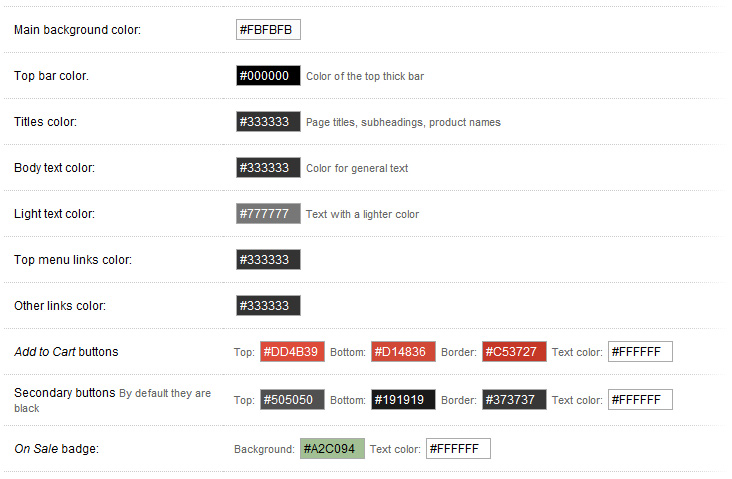 Main background color: #FBFBFB
Top bar color. #000000 Color of the top thick bar
Titles color: #333333 Page titles, subheadings, product names
Body text color: #333333 Color for general text
Light text color: #777777 Text with a lighter color
Top menu links color: #333333
Other links color: #333333
Add to Cart buttons Top: #DD4B39 Bottom: #D14836 Border: #C53727 Text color: #FFFFFF
Secondary buttons By default they are
black
Top: #505050 Bottom: #191919 Border: #373737 Text color: #FFFFFF
On Sale badge: Background: #A2C094 Text color: #FFFFFF